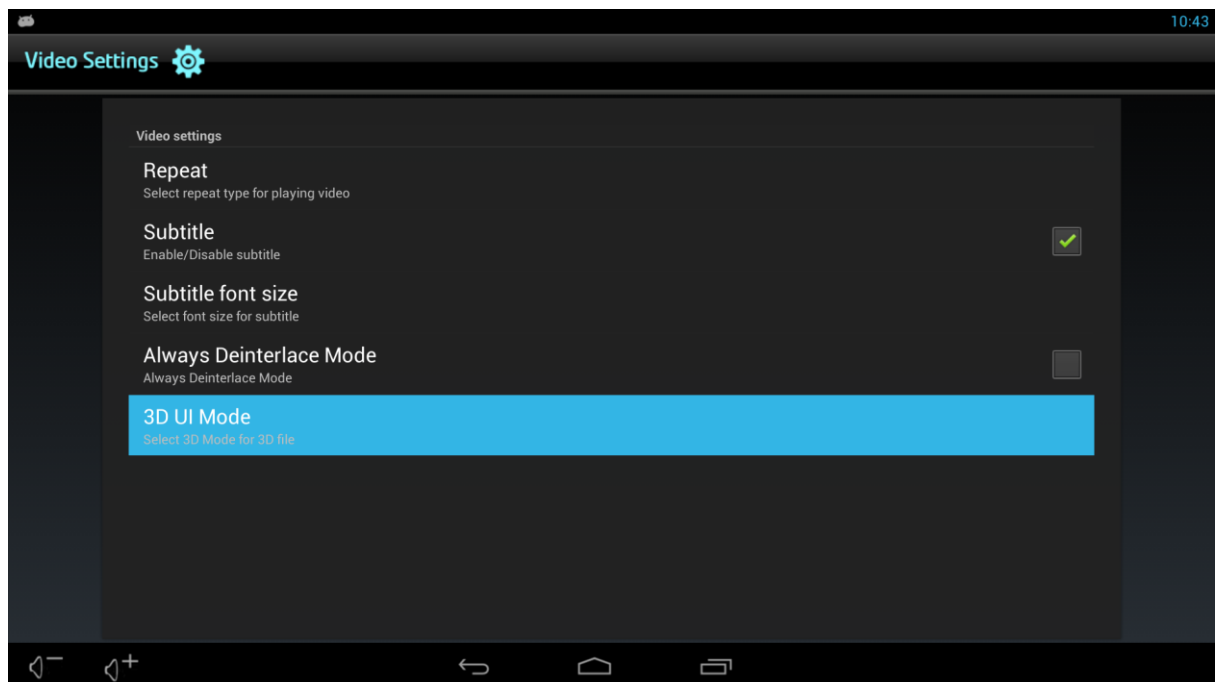 10:43
Video Settings
Video settings
Repeat
Select repeat type for playing video
Subtitle
Enable/Disable subtitle
Subtitle font size
Select font size for subtitle
Always Deinterlace Mode
Always Deinterlace Mode
3D UI Mode
Select 3D Mode for 3D file